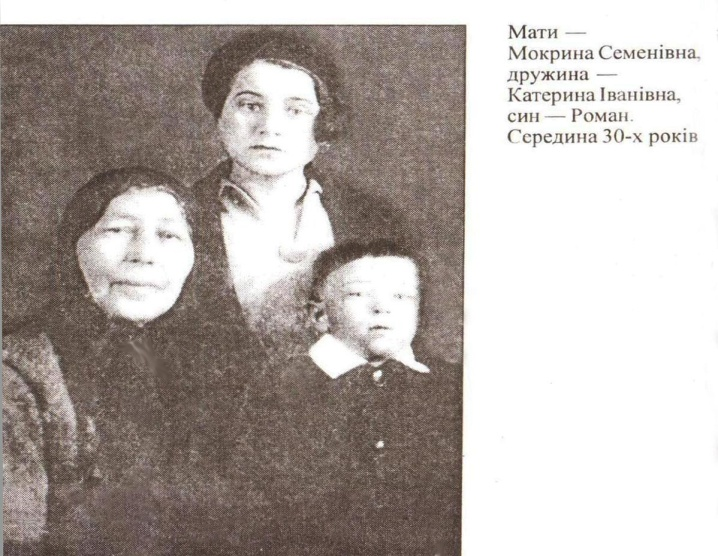 Мати —
Мокрина Семенівна,
дружина —
Катерина Іванівна,
син — Роман.
Середина 30-х років